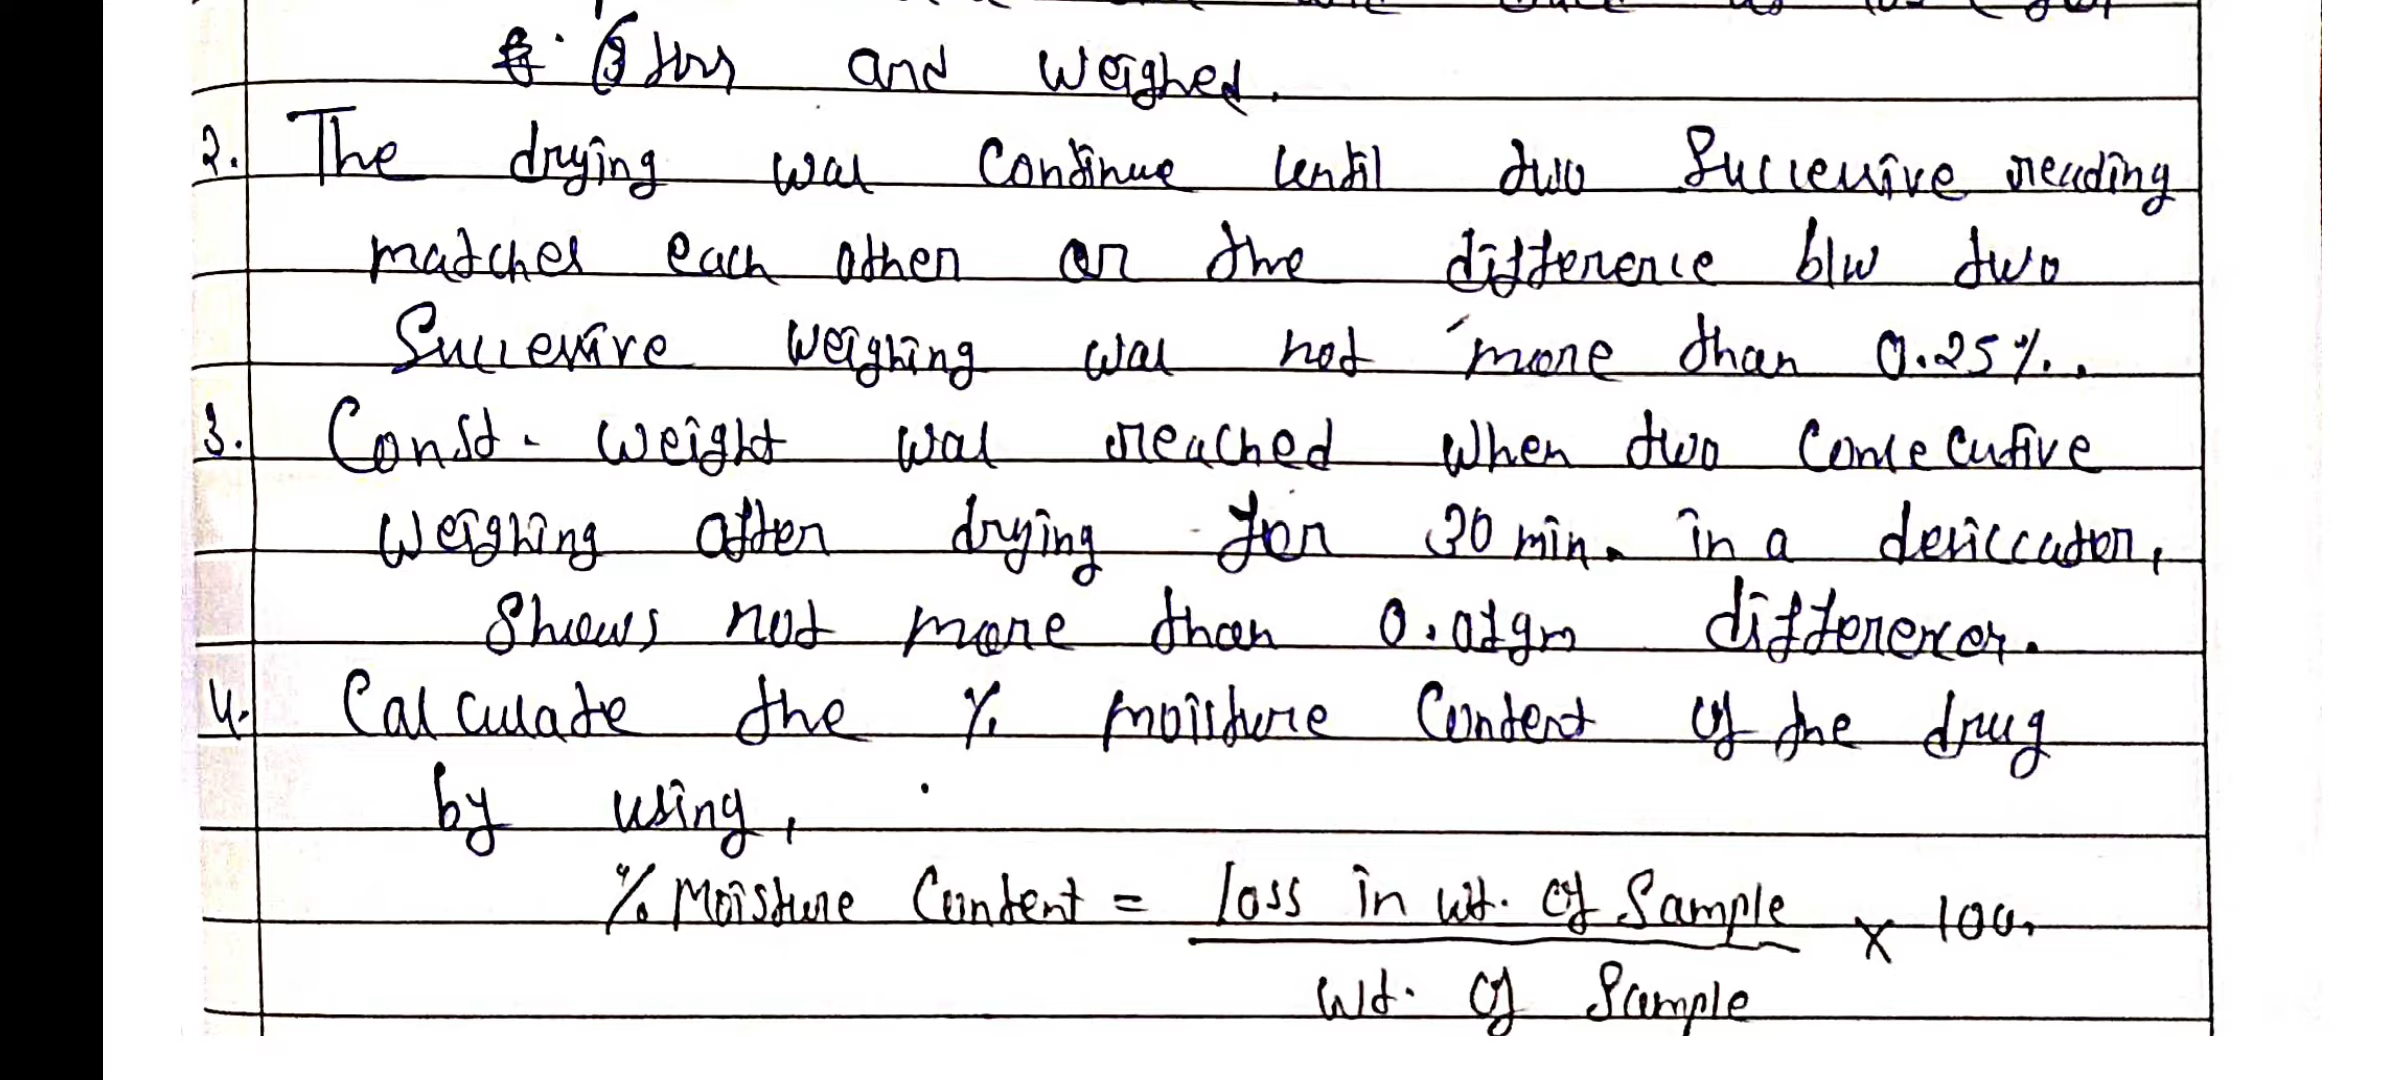 5 hrs and weighed.
2. The drying was continue until two successive reading
matches each other or the difference b/w two
successive weighing was not more than 0.25%.
3. Const. weight was reached when two consecutive
weighing after drying for 30 min. in a desiccator,
shows not more than 0.01gm difference.
4. Calculate the % moisture content of the drug
by using,
% Moisture Content = loss in wt. of Sample × 100.
wt. of Sample